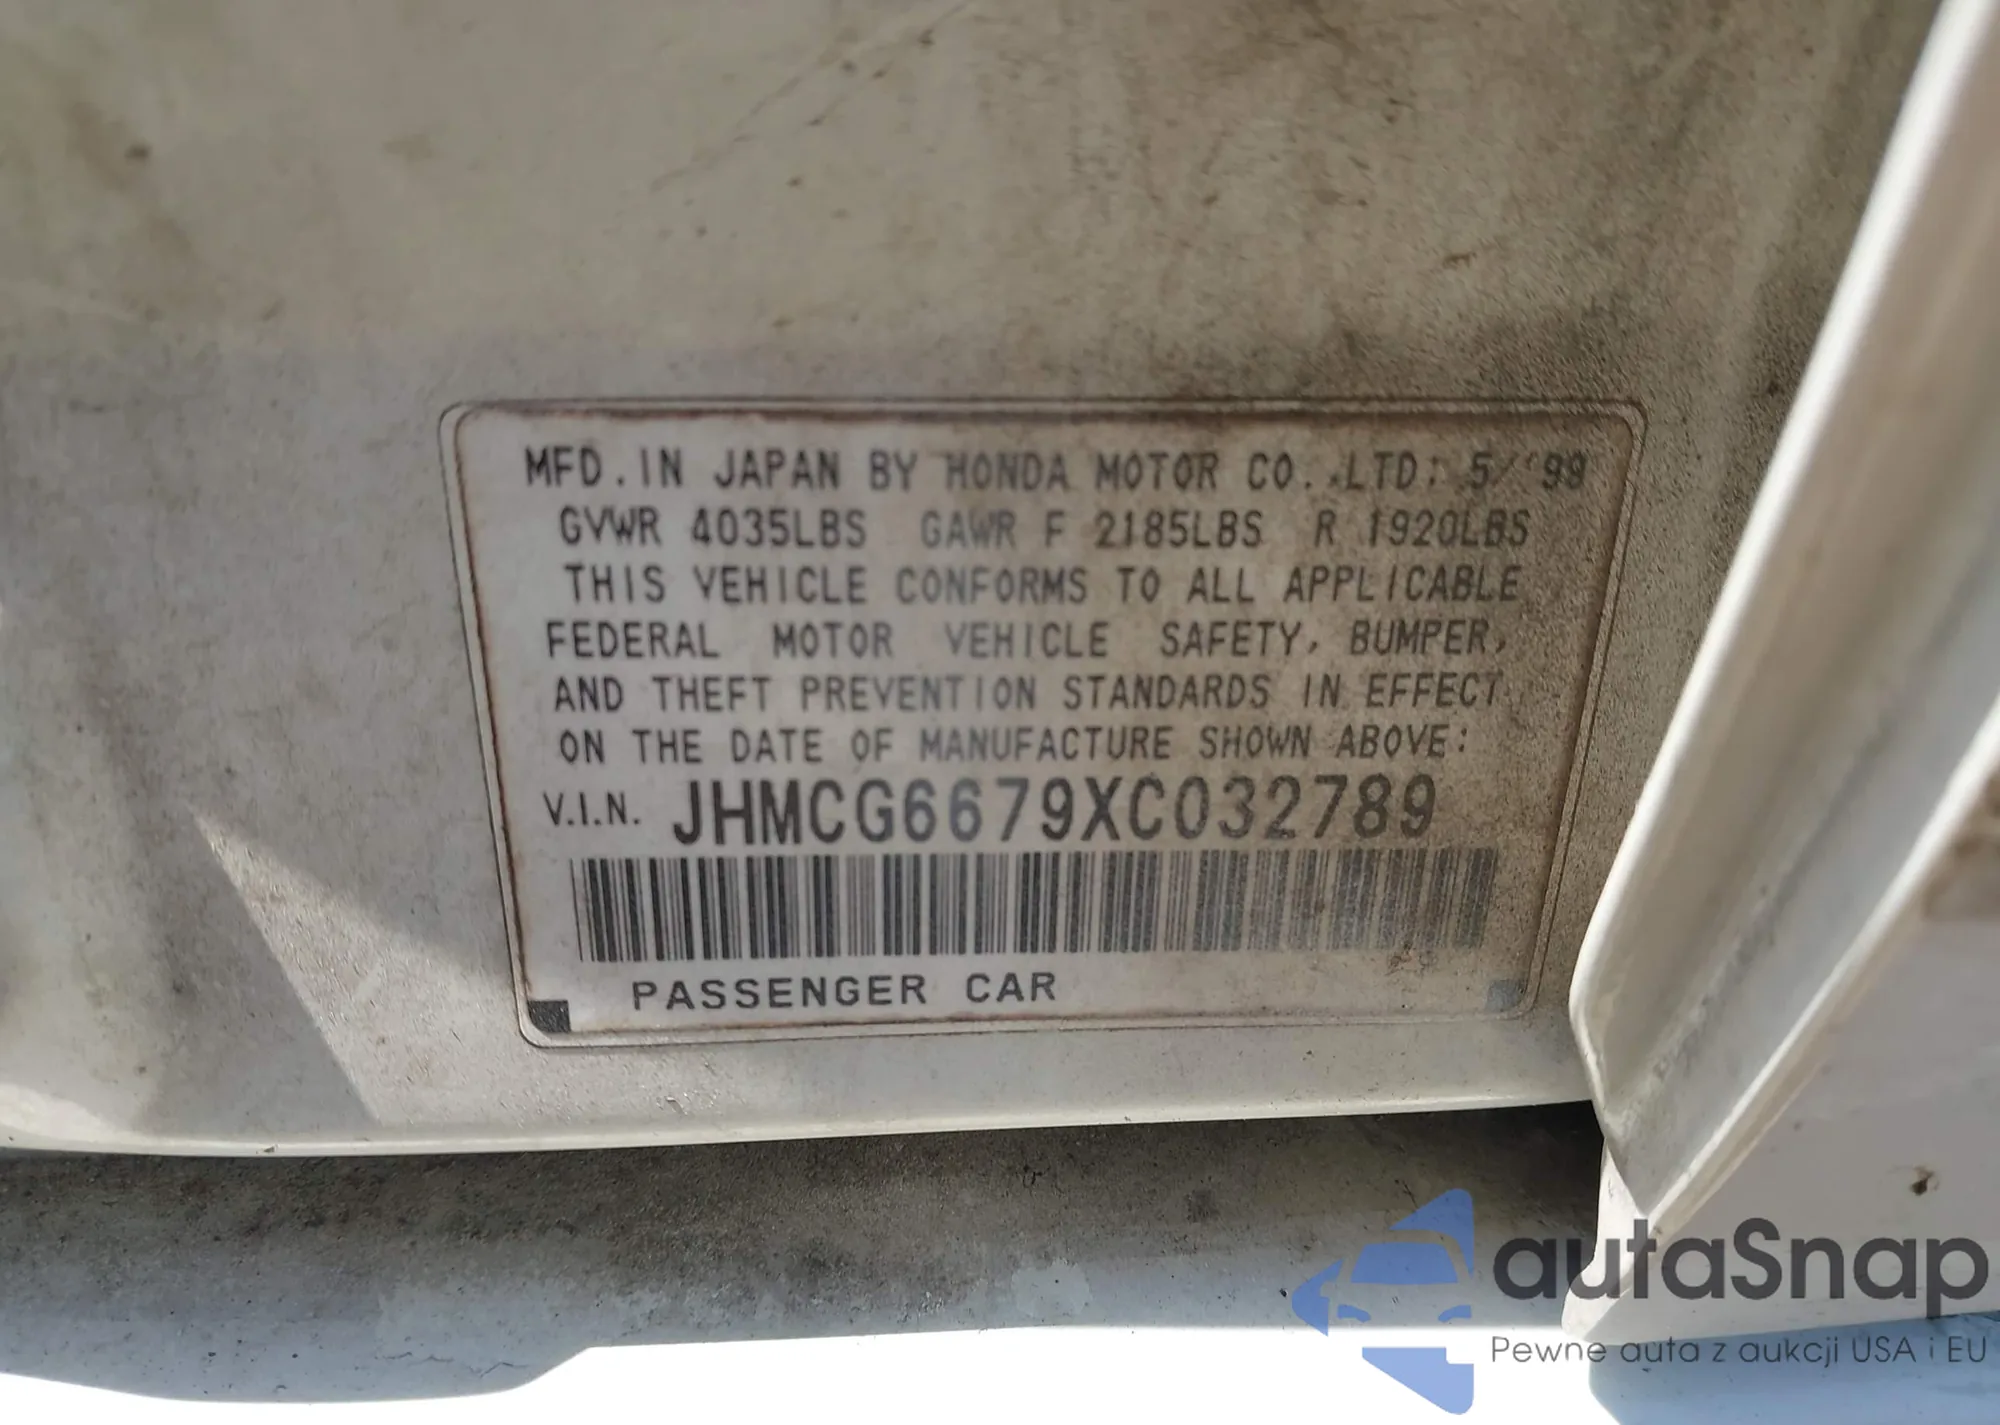 MFD. IN JAPAN BY HONDA MOTOR CO., LTD. 5/'99
GVWR 4035LBS GAWR F 2185LBS R 1920LBS
THIS VEHICLE CONFORMS TO ALL APPLICABLE
FEDERAL MOTOR VEHICLE SAFETY, BUMPER,
AND THEFT PREVENTION STANDARDS IN EFFECT
ON THE DATE OF MANUFACTURE SHOWN ABOVE:
V.I.N. JHMCG6679XC032789
PASSENGER CAR
autaSnap
Pewne auta z aukcji USA i EU